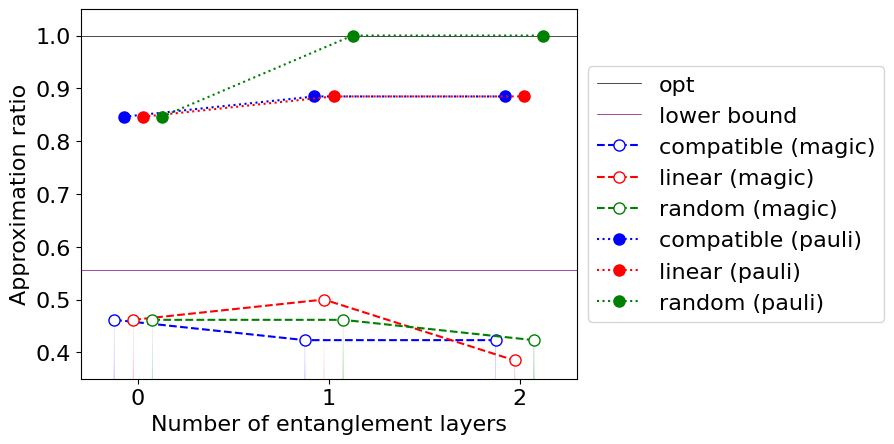 Approximation ratio
1.0
0.9
0.8
0.7
0.6
0.5
0.4
0 1 2
Number of entanglement layers
opt
lower bound
compatible (magic)
linear (magic)
random (magic)
compatible (pauli)
linear (pauli)
random (pauli)